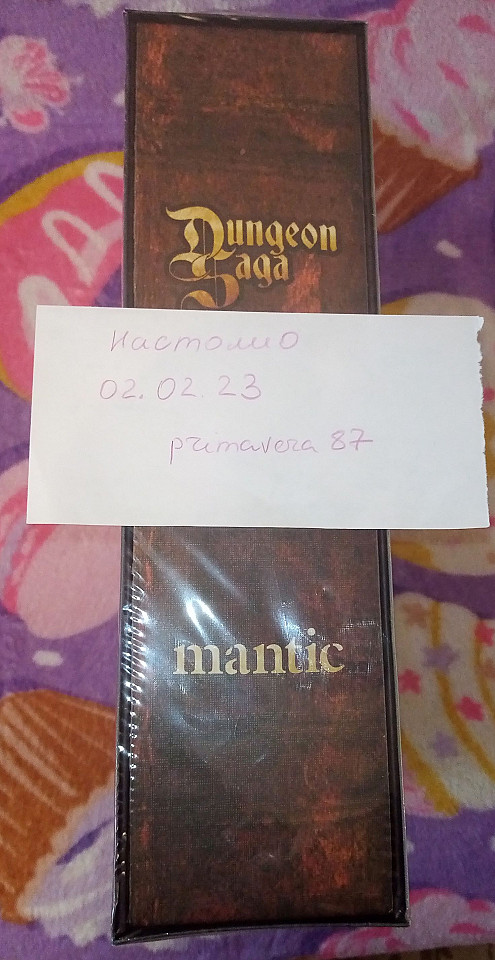 Dungeon
Saga
Настолио
02.02.23
primavera 87
mantic